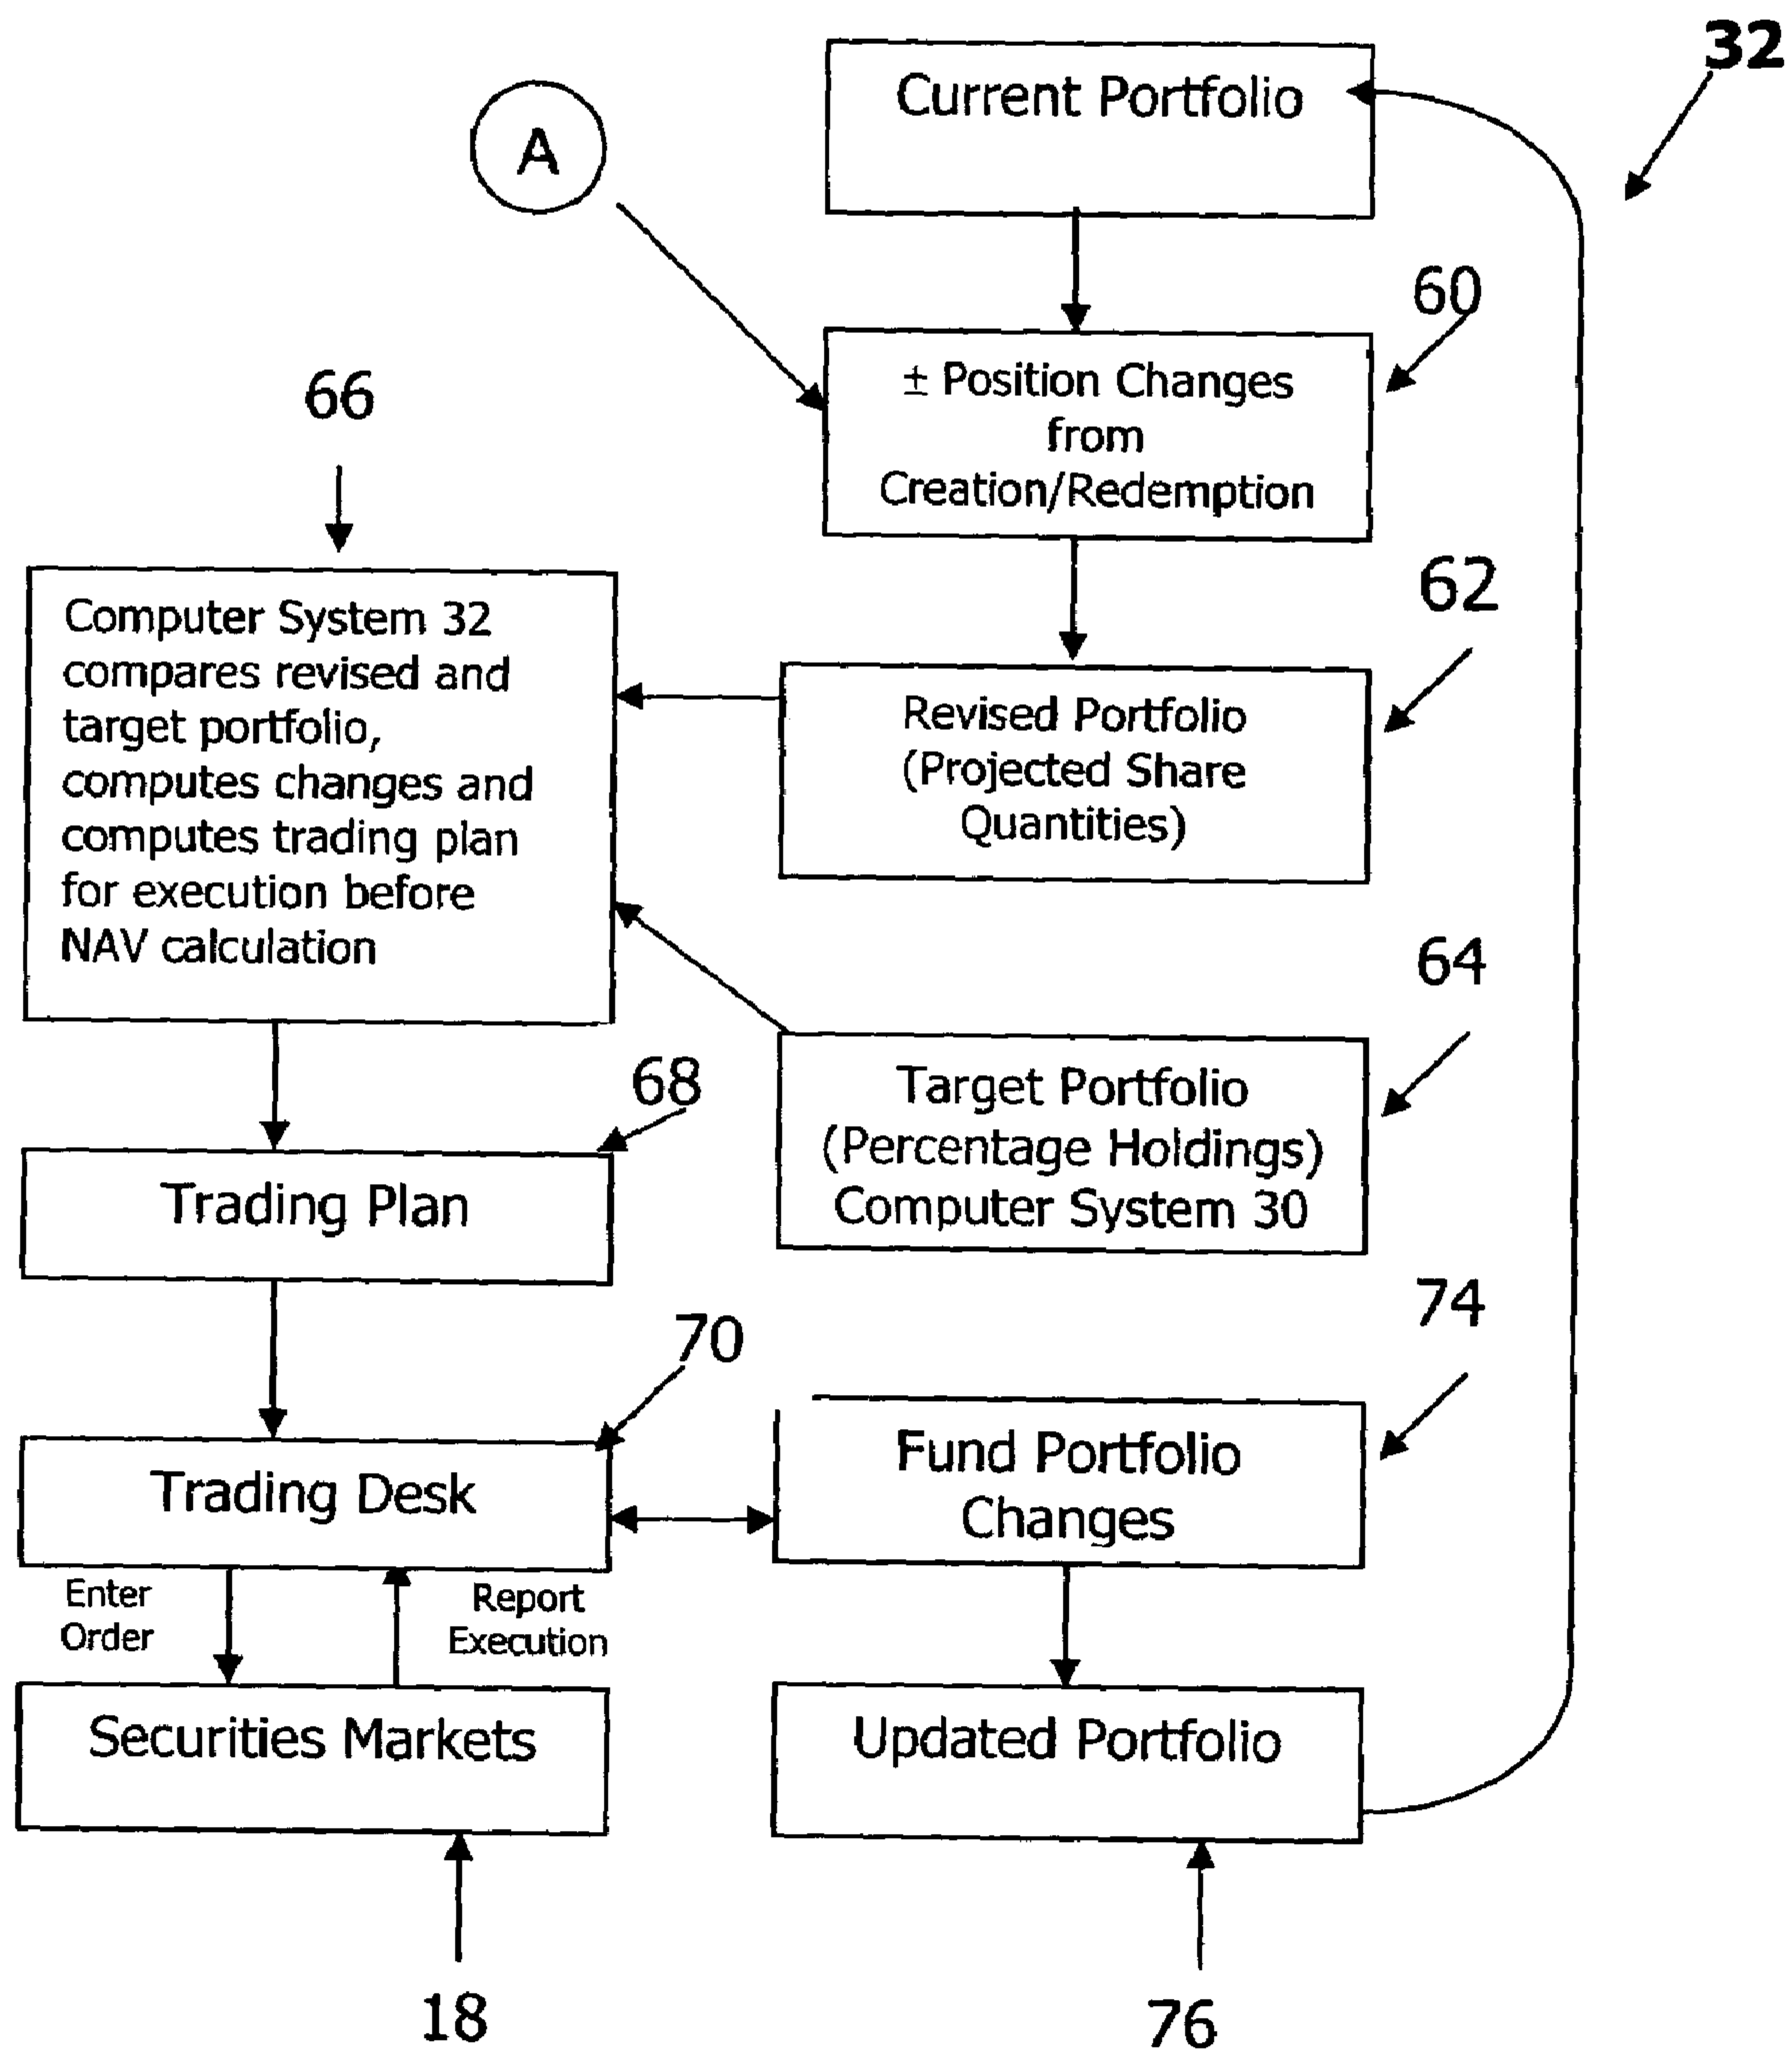 32
Current Portfolio
A
60
± Position Changes
from
Creation/Redemption
66
62
Computer System 32
compares revised and
target portfolio,
computes changes and
computes trading plan
for execution before
NAV calculation
Revised Portfolio
(Projected Share
Quantities)
64
68
Target Portfolio
(Percentage Holdings)
Computer System 30
Trading Plan
74
70
Fund Portfolio
Changes
Trading Desk
Enter
Order
Report
Execution
Securities Markets
Updated Portfolio
18
76